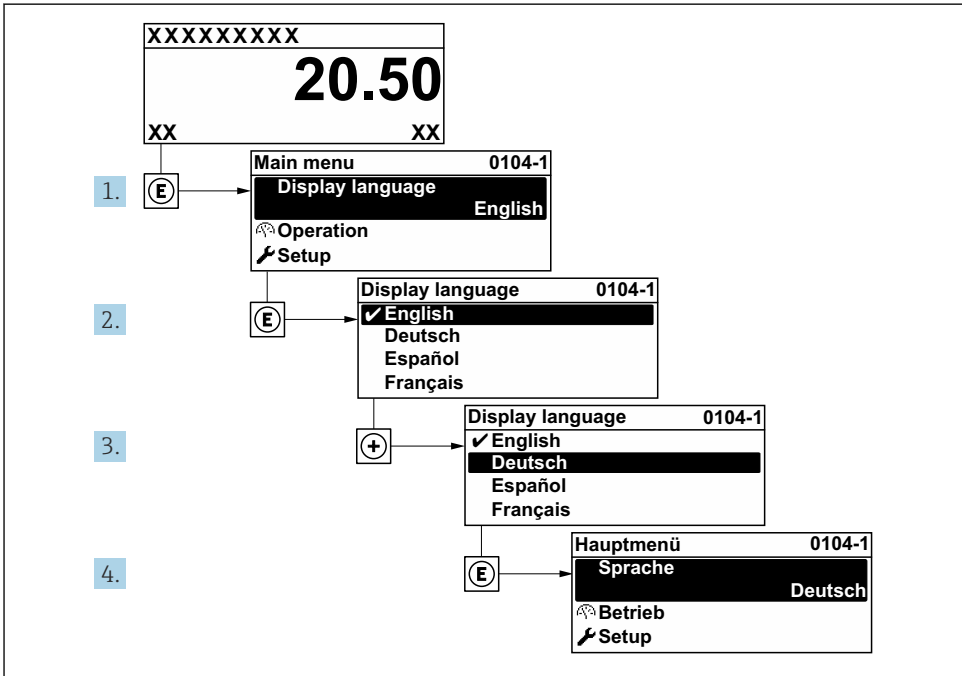 XXXXXXXXX
20.50
XX XX
1. E
Main menu 0104-1
Display language
English
Operation
Setup
2. E
Display language 0104-1
✔English
Deutsch
Español
Français
3. +
Display language 0104-1
✔English
Deutsch
Español
Français
4. E
Hauptmenü 0104-1
Sprache
Deutsch
Betrieb
Setup